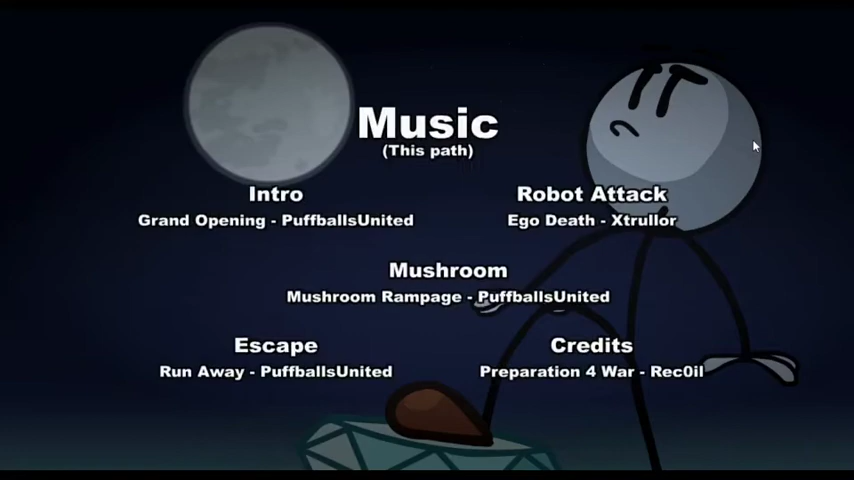 Music
(This path)
Intro
Grand Opening - PuffballsUnited
Robot Attack
Ego Death - Xtrullor
Mushroom
Mushroom Rampage - PuffballsUnited
Escape
Run Away - PuffballsUnited
Credits
Preparation 4 War - Rec0il